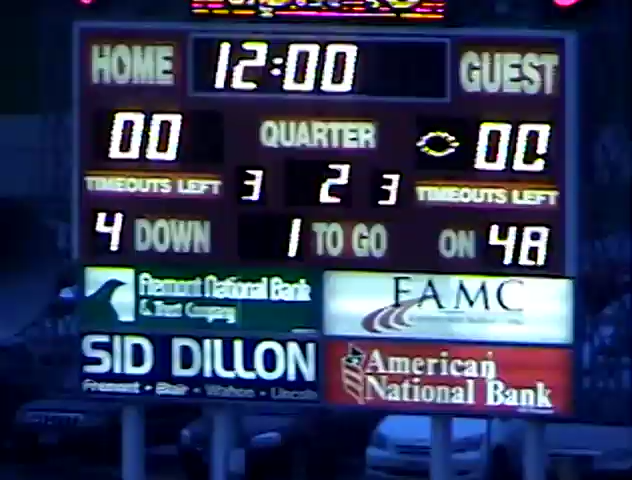 HOME 12:00 GUEST
00 QUARTER 00
TIMEOUTS LEFT 3 2 3 TIMEOUTS LEFT
4 DOWN 1 TO GO ON 48
Fremont National Bank
& Trust Company
FAMC
SID DILLON
Fremont • Blair • Wahoo • Lincoln
American
National Bank